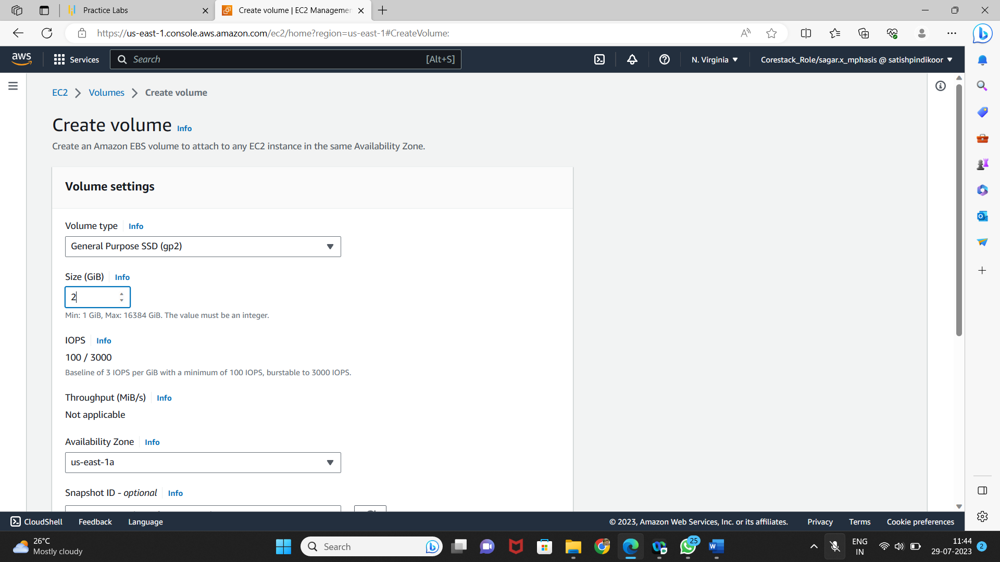 Practice Labs
Create volume | EC2 Managemen
https://us-east-1.console.aws.amazon.com/ec2/home?region=us-east-1#CreateVolume:
aws
Services
Search
[Alt+S]
N. Virginia
Corestack_Role/sagar.x_mphasis @ satishpindikoor
EC2
Volumes
Create volume
Create volume Info
Create an Amazon EBS volume to attach to any EC2 instance in the same Availability Zone.
Volume settings
Volume type Info
General Purpose SSD (gp2)
Size (GiB) Info
2
Min: 1 GiB, Max: 16384 GiB. The value must be an integer.
IOPS Info
100 / 3000
Baseline of 3 IOPS per GiB with a minimum of 100 IOPS, burstable to 3000 IOPS.
Throughput (MiB/s) Info
Not applicable
Availability Zone Info
us-east-1a
Snapshot ID - optional Info
CloudShell
Feedback
Language
© 2023, Amazon Web Services, Inc. or its affiliates.
Privacy
Terms
Cookie preferences
26°C
Mostly cloudy
Search
25
ENG
IN
11:44
29-07-2023
2